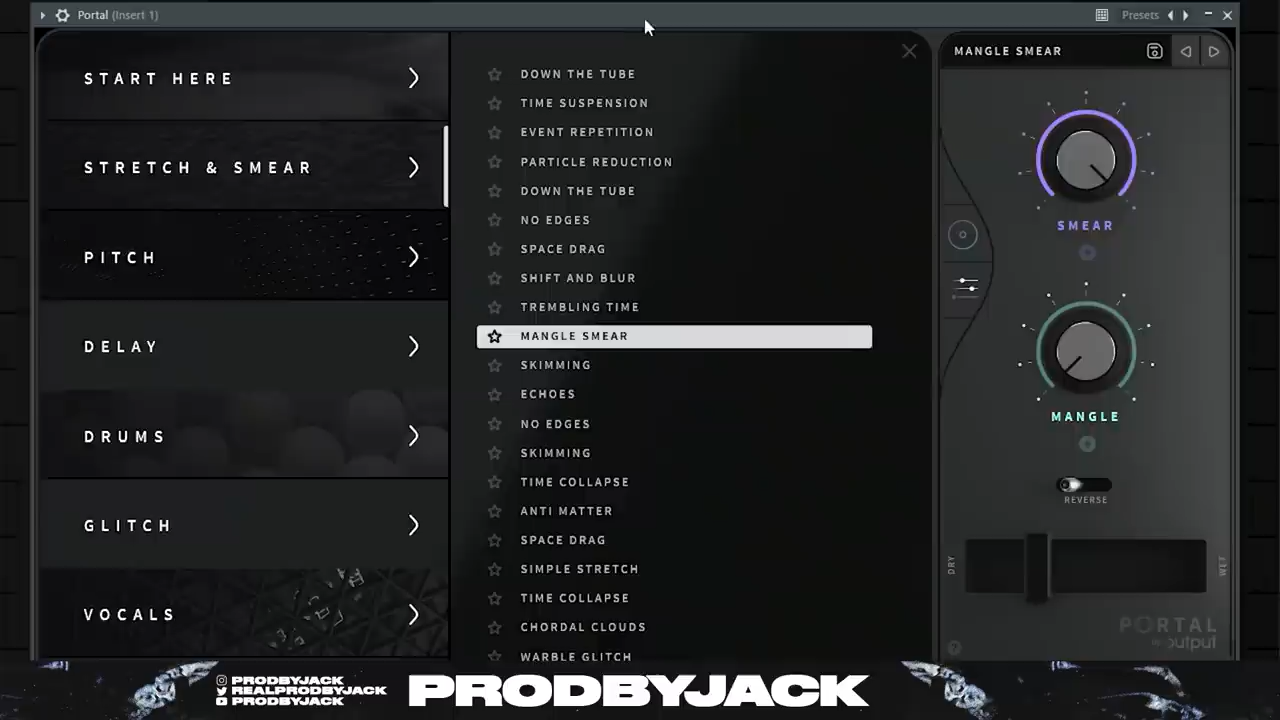 Portal (Insert 1)
Presets
START HERE
STRETCH & SMEAR
PITCH
DELAY
DRUMS
GLITCH
VOCALS
DOWN THE TUBE
TIME SUSPENSION
EVENT REPETITION
PARTICLE REDUCTION
DOWN THE TUBE
NO EDGES
SPACE DRAG
SHIFT AND BLUR
TREMBLING TIME
MANGLE SMEAR
SKIMMING
ECHOES
NO EDGES
SKIMMING
TIME COLLAPSE
ANTI MATTER
SPACE DRAG
SIMPLE STRETCH
TIME COLLAPSE
CHORDAL CLOUDS
WARBLE GLITCH
MANGLE SMEAR
SMEAR
MANGLE
REVERSE
DRY
WET
PORTAL
by output
?
PRODBYJACK
REALPRODBYJACK
PRODBYJACK
PRODBYJACK